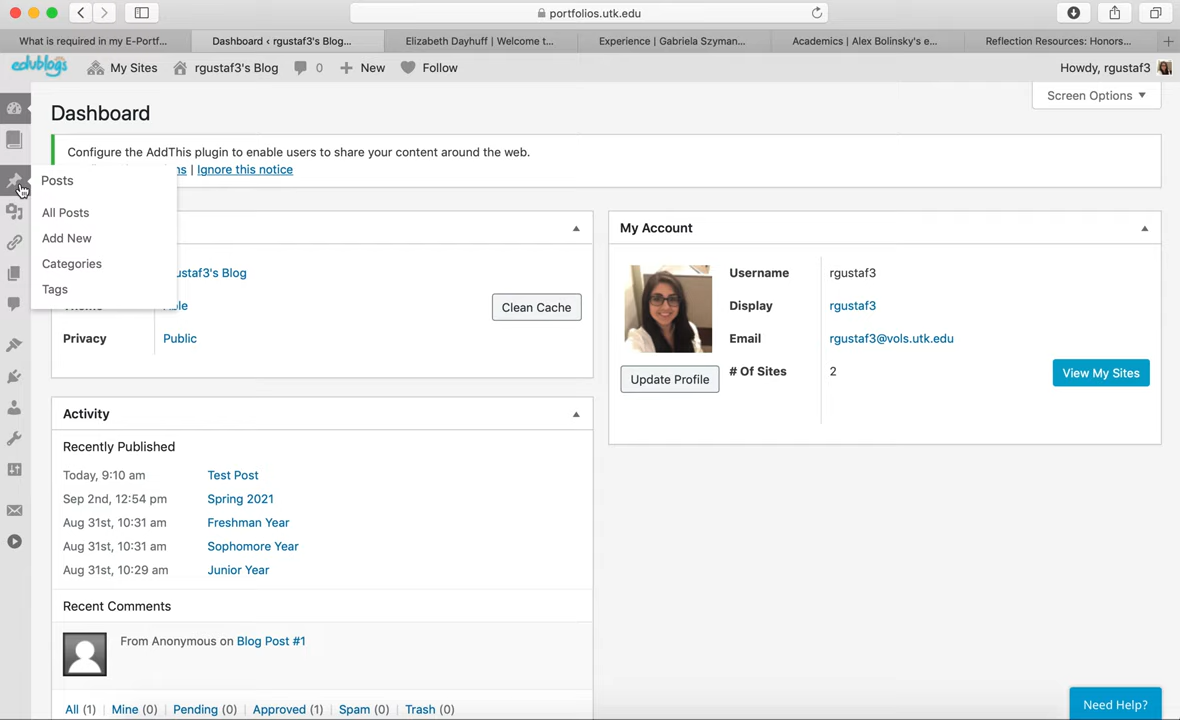 portfolios.utk.edu
What is required in my E-Portf...
Dashboard ‹ rgustaf3's Blog...
Elizabeth Dayhuff | Welcome t...
Experience | Gabriela Szyman...
Academics | Alex Bolinsky's e...
Reflection Resources: Honors...
edublogs
My Sites
rgustaf3's Blog
0
New
Follow
Howdy, rgustaf3
Screen Options
Dashboard
Configure the AddThis plugin to enable users to share your content around the web.
ns | Ignore this notice
Posts
All Posts
Add New
Categories
Tags
ustaf3's Blog
Clean Cache
Privacy
Public
My Account
Username
rgustaf3
Display
rgustaf3
Email
rgustaf3@vols.utk.edu
# Of Sites
2
Update Profile
View My Sites
Activity
Recently Published
Today, 9:10 am
Test Post
Sep 2nd, 12:54 pm
Spring 2021
Aug 31st, 10:31 am
Freshman Year
Aug 31st, 10:31 am
Sophomore Year
Aug 31st, 10:29 am
Junior Year
Recent Comments
From Anonymous on Blog Post #1
All (1) | Mine (0) | Pending (0) | Approved (1) | Spam (0) | Trash (0)
Need Help?